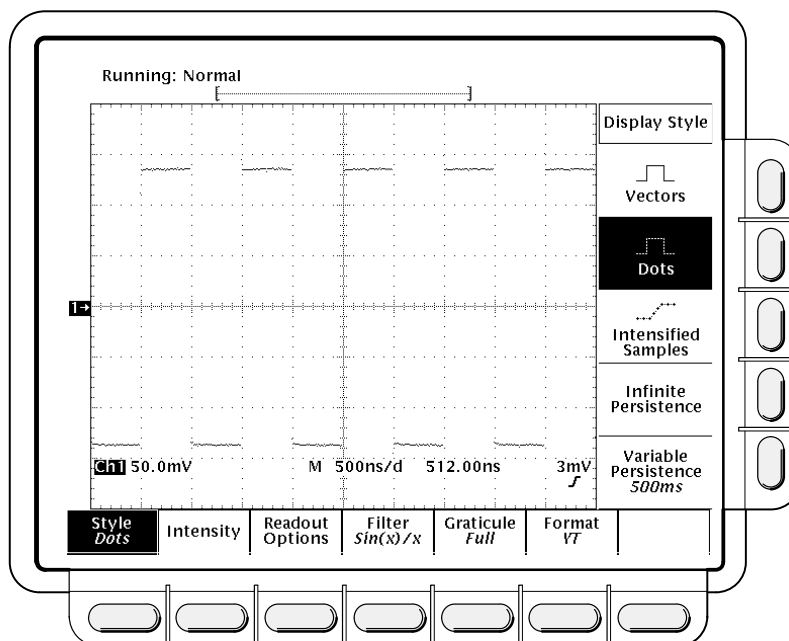 Running: Normal
Display Style
Vectors
Dots
Intensified
Samples
Infinite
Persistence
Variable
Persistence
500ms
1→
Ch1 50.0mV M 500ns/d 512.00ns 3mV
Style
Dots
Intensity
Readout
Options
Filter
Sin(x)/x
Graticule
Full
Format
YT